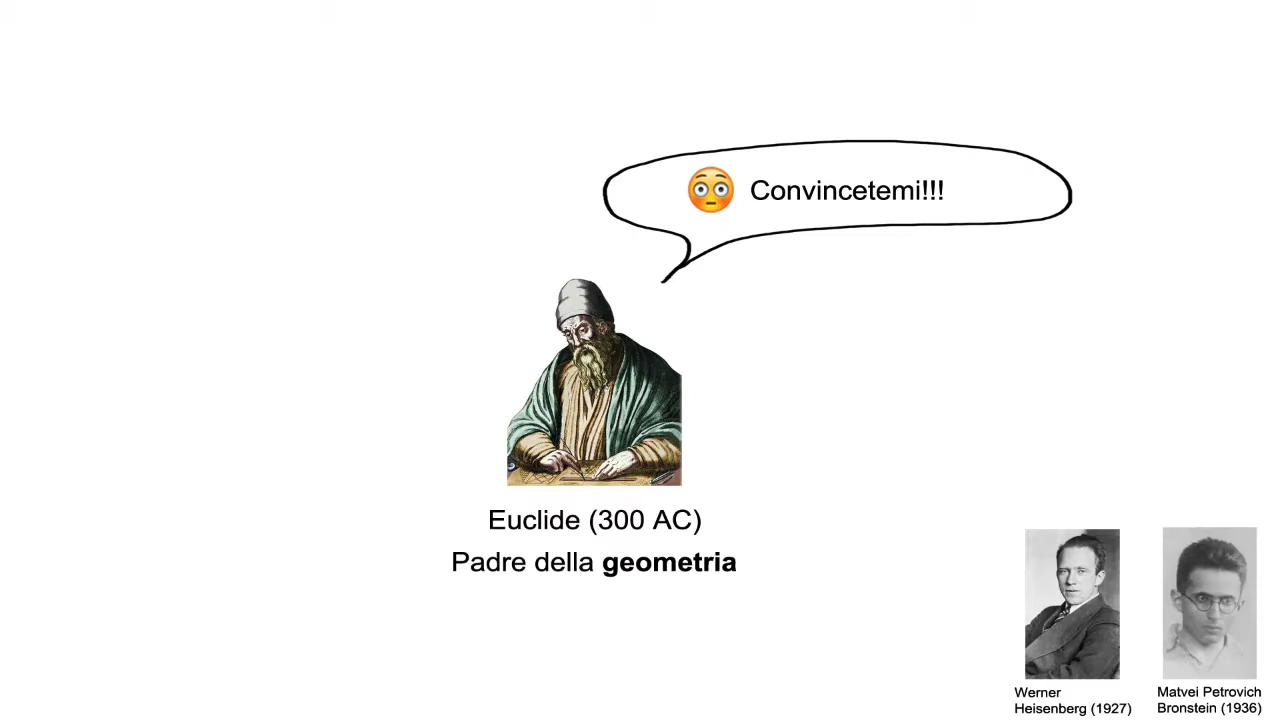 Convincetemi!!!
Euclide (300 AC)
Padre della geometria
Werner
Heisenberg (1927)
Matvei Petrovich
Bronstein (1936)